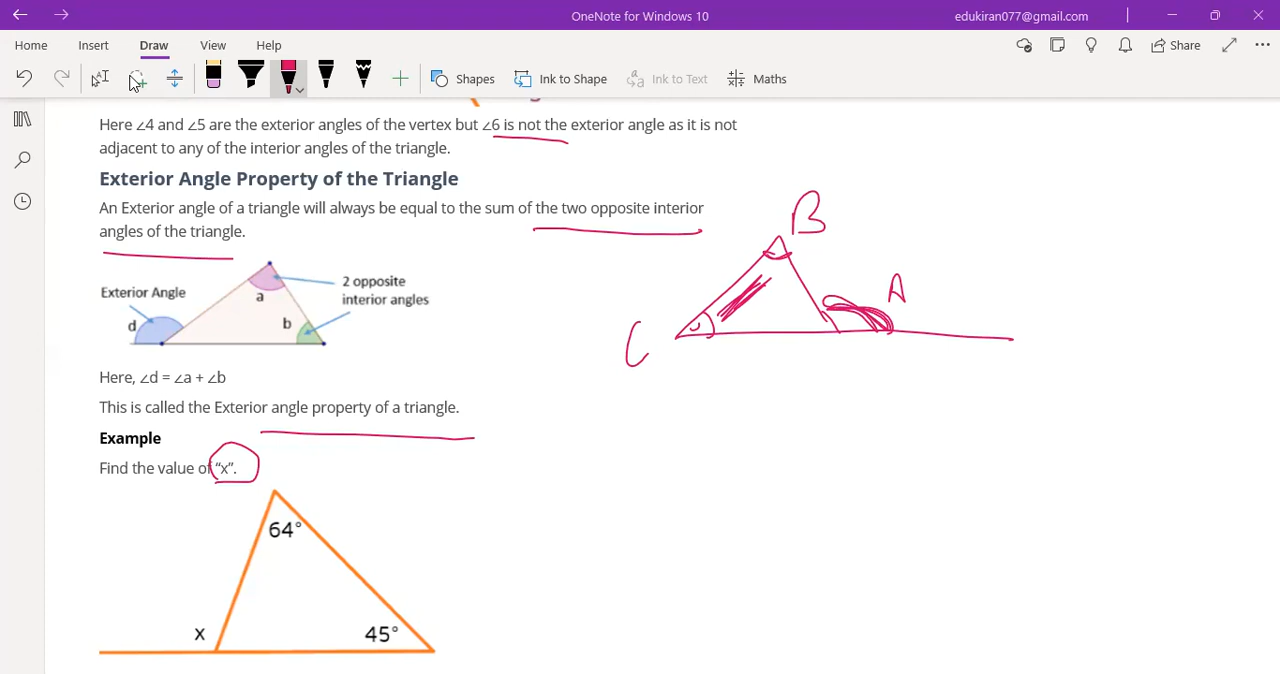 OneNote for Windows 10
edukiran077@gmail.com
Home Insert Draw View Help
Share
Shapes Ink to Shape Ink to Text Maths
Here ∠4 and ∠5 are the exterior angles of the vertex but ∠6 is not the exterior angle as it is not
adjacent to any of the interior angles of the triangle.
Exterior Angle Property of the Triangle
An Exterior angle of a triangle will always be equal to the sum of the two opposite interior
angles of the triangle.
Exterior Angle
2 opposite
interior angles
a
b
d
B
A
C
Here, ∠d = ∠a + ∠b
This is called the Exterior angle property of a triangle.
Example
Find the value of “x”.
64°
x
45°